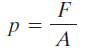 p = F / A